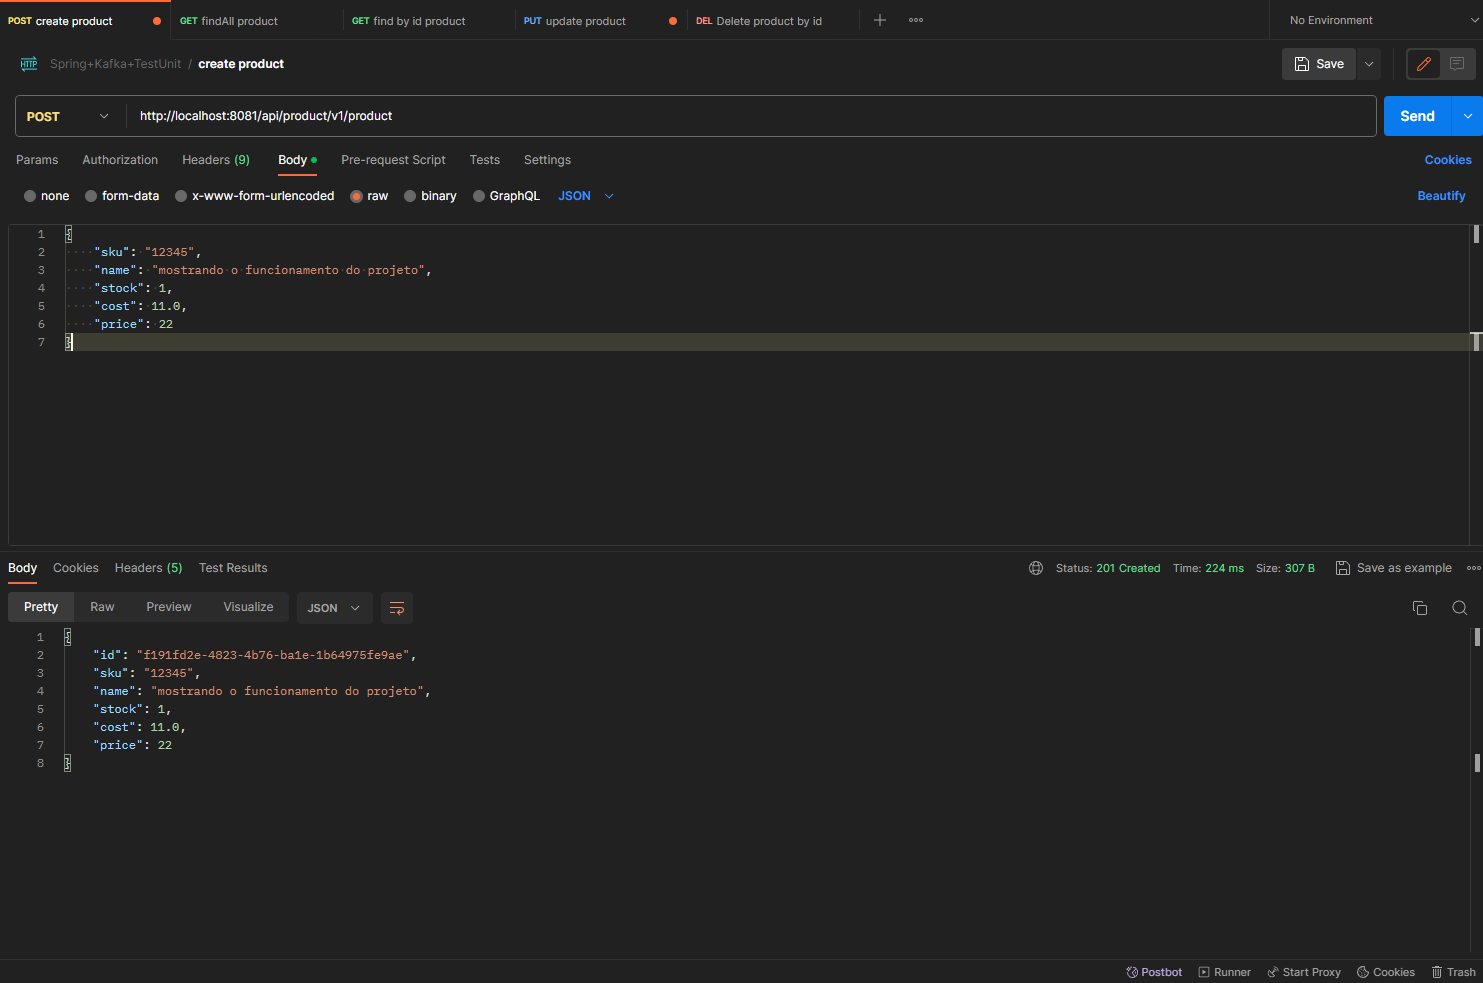 POST create product GET findAll product GET find by id product PUT update product DEL Delete product by id No Environment
HTTP Spring+Kafka+TestUnit / create product Save
POST http://localhost:8081/api/product/v1/product Send
Params Authorization Headers (9) Body Pre-request Script Tests Settings Cookies
none form-data x-www-form-urlencoded raw binary GraphQL JSON Beautify
1 {
2 "sku": "12345",
3 "name": "mostrando o funcionamento do projeto",
4 "stock": 1,
5 "cost": 11.0,
6 "price": 22
7 }
Body Cookies Headers (5) Test Results Status: 201 Created Time: 224 ms Size: 307 B Save as example
Pretty Raw Preview Visualize JSON
1 {
2 "id": "f191fd2e-4823-4b76-ba1e-1b64975fe9ae",
3 "sku": "12345",
4 "name": "mostrando o funcionamento do projeto",
5 "stock": 1,
6 "cost": 11.0,
7 "price": 22
8 }
Postbot Runner Start Proxy Cookies Trash